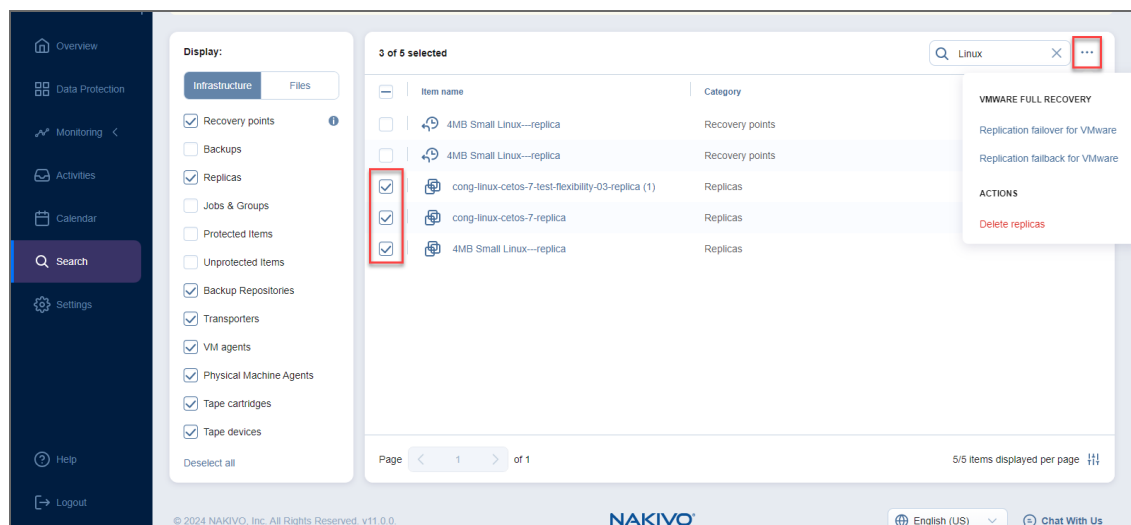 Overview
Data Protection
Monitoring
Activities
Calendar
Search
Settings
Help
Logout
Display:
Infrastructure
Files
Recovery points
Backups
Replicas
Jobs & Groups
Protected Items
Unprotected Items
Backup Repositories
Transporters
VM agents
Physical Machine Agents
Tape cartridges
Tape devices
Deselect all
3 of 5 selected
Linux
Item name Category
4MB Small Linux---replica Recovery points
4MB Small Linux---replica Recovery points
cong-linux-cetos-7-test-flexibility-03-replica (1) Replicas
cong-linux-cetos-7-replica Replicas
4MB Small Linux---replica Replicas
VMWARE FULL RECOVERY
Replication failover for VMware
Replication failback for VMware
ACTIONS
Delete replicas
Page 1 of 1
5/5 items displayed per page
© 2024 NAKIVO, Inc. All Rights Reserved. v11.0.0.
NAKIVO®
English (US)
Chat With Us